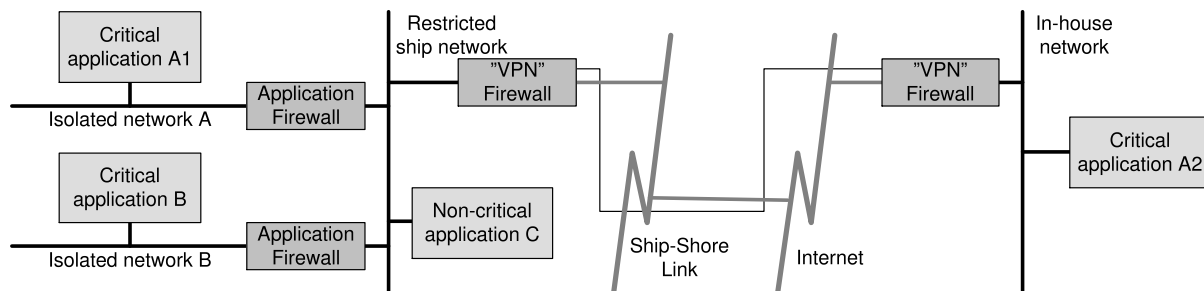 Critical
application A1
Isolated network A
Application
Firewall
Critical
application B
Isolated network B
Application
Firewall
Restricted
ship network
”VPN”
Firewall
Non-critical
application C
Ship-Shore
Link
Internet
”VPN”
Firewall
In-house
network
Critical
application A2